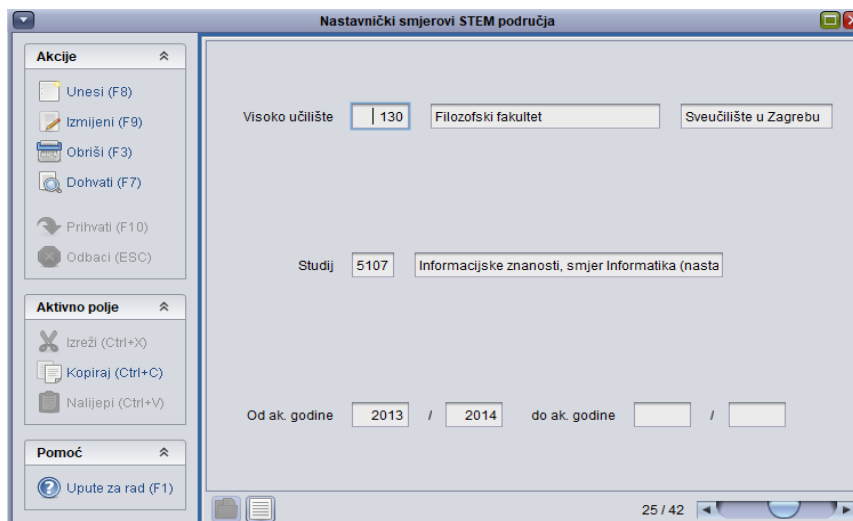 Nastavnički smjerovi STEM područja
Akcije
Unesi (F8)
Izmijeni (F9)
Obriši (F3)
Dohvati (F7)
Prihvati (F10)
Odbaci (ESC)
Aktivno polje
Izreži (Ctrl+X)
Kopiraj (Ctrl+C)
Nalijepi (Ctrl+V)
Pomoć
Upute za rad (F1)
Visoko učilište 130 Filozofski fakultet Sveučilište u Zagrebu
Studij 5107 Informacijske znanosti, smjer Informatika (nasta
Od ak. godine 2013 / 2014 do ak. godine /
25 / 42